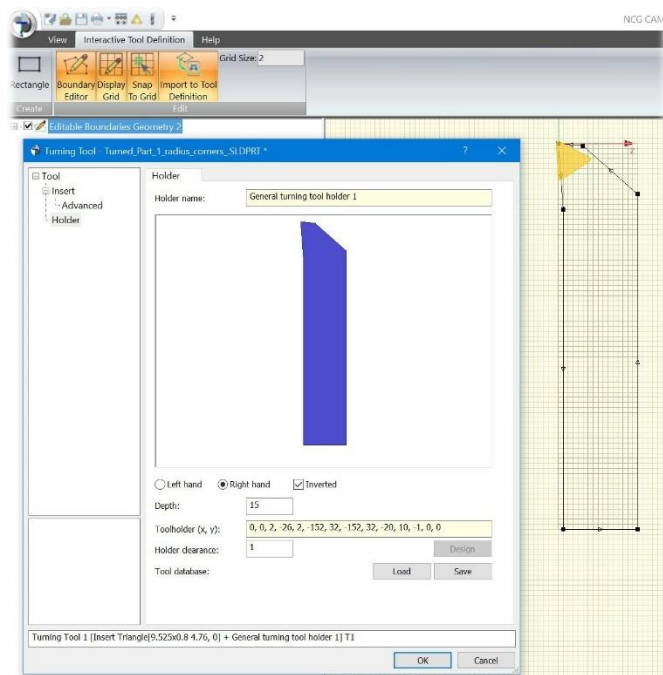 NCG CAM
View Interactive Tool Definition Help
Grid Size: 2
Rectangle Boundary Editor Display Grid Snap To Grid Import to Tool Definition
Create Edit
Editable Boundaries Geometry 2
Turning Tool - Turned_Part_1_radius_corners_.SLDPRT *
Tool
Insert
Advanced
Holder
Holder
Holder name: General turning tool holder 1
Left hand Right hand Inverted
Depth: 15
Toolholder (x, y): 0, 0, 2, -26, 2, -152, 32, -152, 32, -20, 10, -1, 0, 0
Holder clearance: 1 Design
Tool database: Load Save
Turning Tool 1 [Insert Triangle[9.525x0.8 4.76, 0] + General turning tool holder 1] T1
OK Cancel
Z